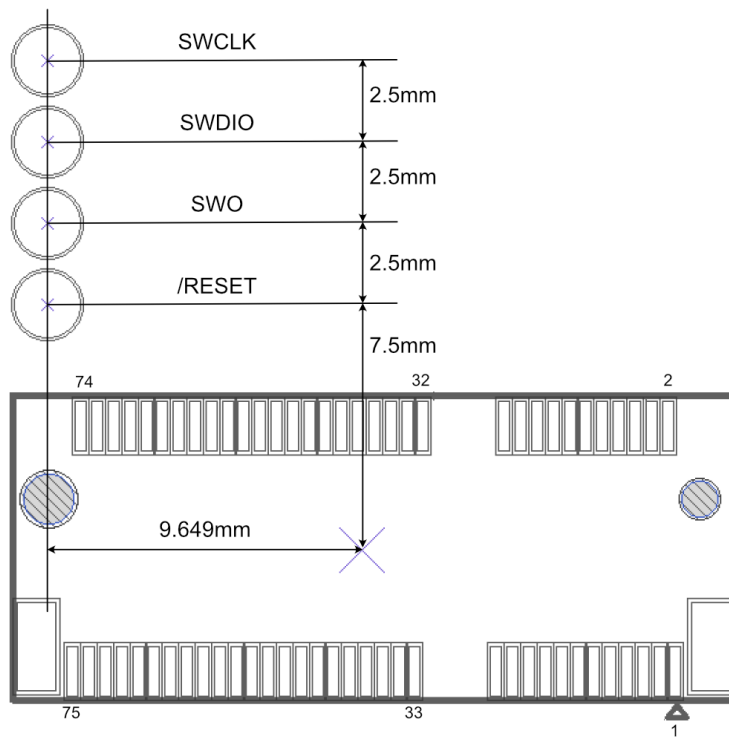 SWCLK
2.5mm
SWDIO
2.5mm
SWO
2.5mm
/RESET
7.5mm
74
32
2
9.649mm
75
33
1